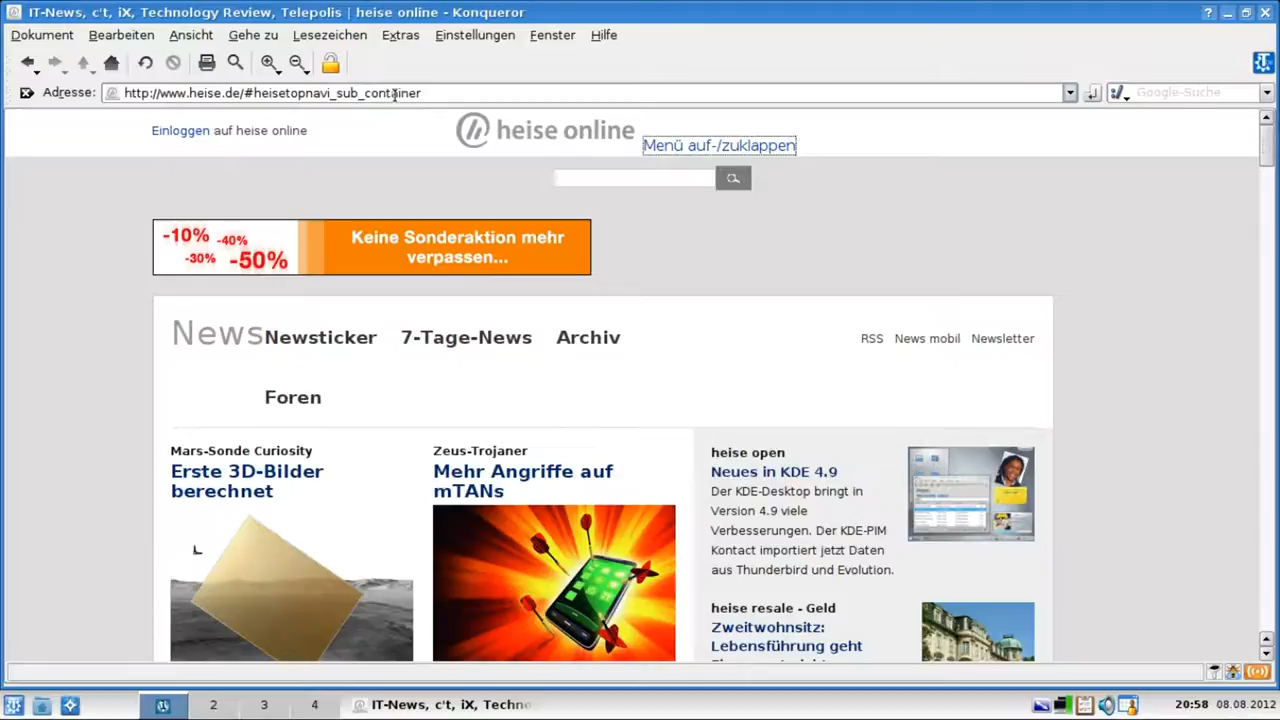 IT-News, c't, iX, Technology Review, Telepolis | heise online - Konqueror
Dokument Bearbeiten Ansicht Gehe zu Lesezeichen Extras Einstellungen Fenster Hilfe
Adresse: http://www.heise.de/#heisetopnavi_sub_container Google-Suche
Einloggen auf heise online
heise online
Menü auf-/zuklappen
-10% -40%
-30% -50%
Keine Sonderaktion mehr
verpassen...
News Newsticker 7-Tage-News Archiv
RSS News mobil Newsletter
Foren
Mars-Sonde Curiosity
Erste 3D-Bilder
berechnet
Zeus-Trojaner
Mehr Angriffe auf
mTANs
heise open
Neues in KDE 4.9
Der KDE-Desktop bringt in
Version 4.9 viele
Verbesserungen. Der KDE-PIM
Kontact importiert jetzt Daten
aus Thunderbird und Evolution.
heise resale - Geld
Zweitwohnsitz:
Lebensführung geht
1 2 3 4 IT-News, c't, iX, Techno
20:58 08.08.2012